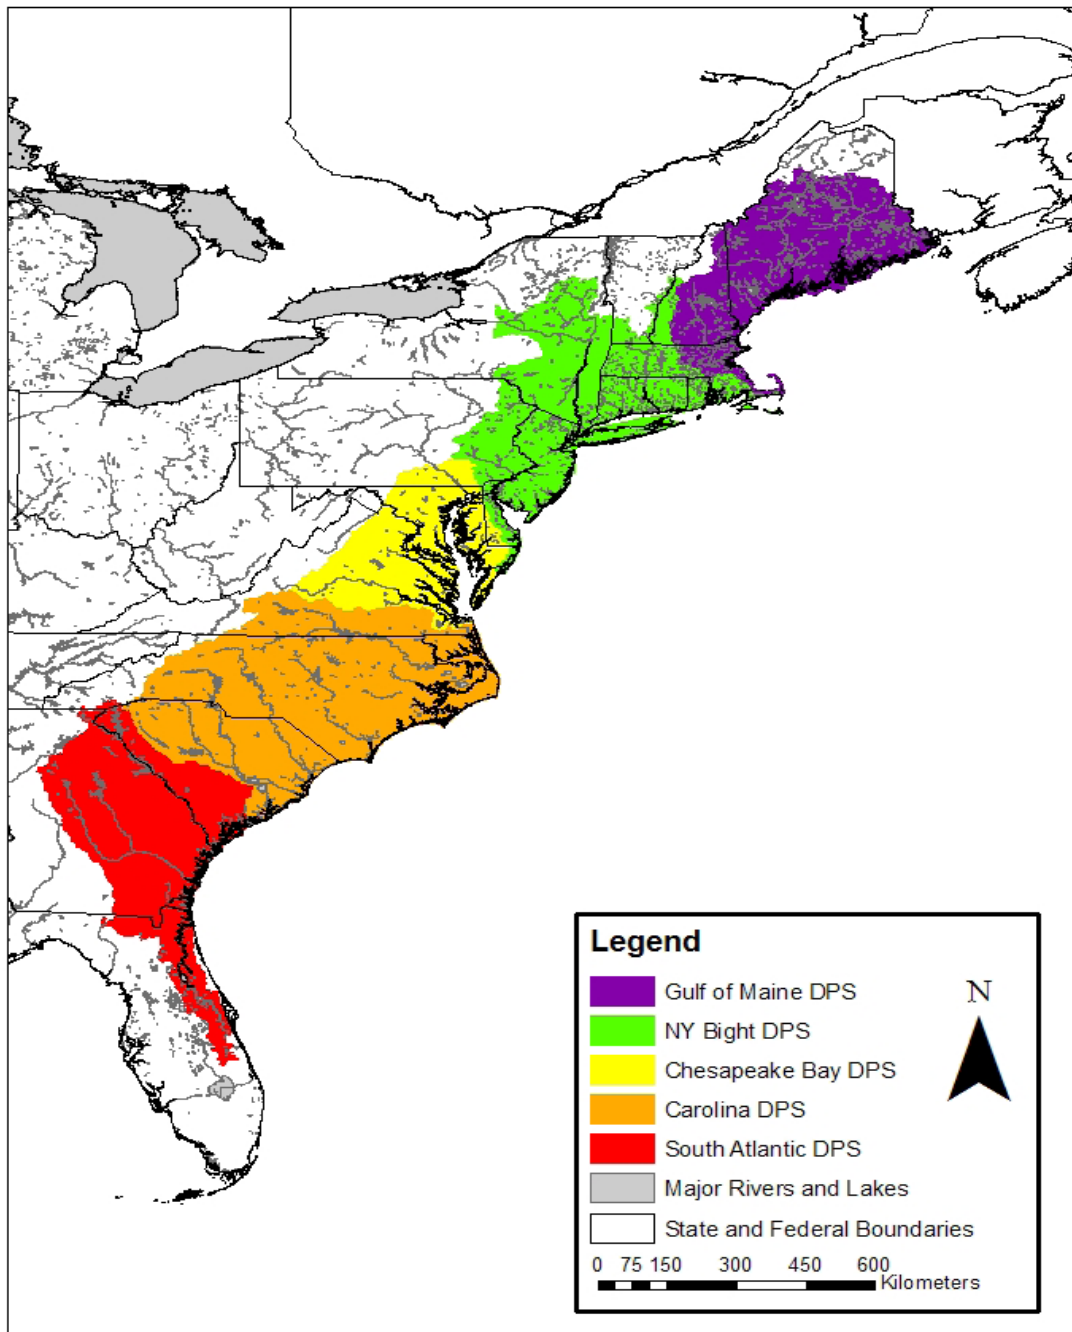 Legend
N
Gulf of Maine DPS
NY Bight DPS
Chesapeake Bay DPS
Carolina DPS
South Atlantic DPS
Major Rivers and Lakes
State and Federal Boundaries
0 75 150 300 450 600
Kilometers